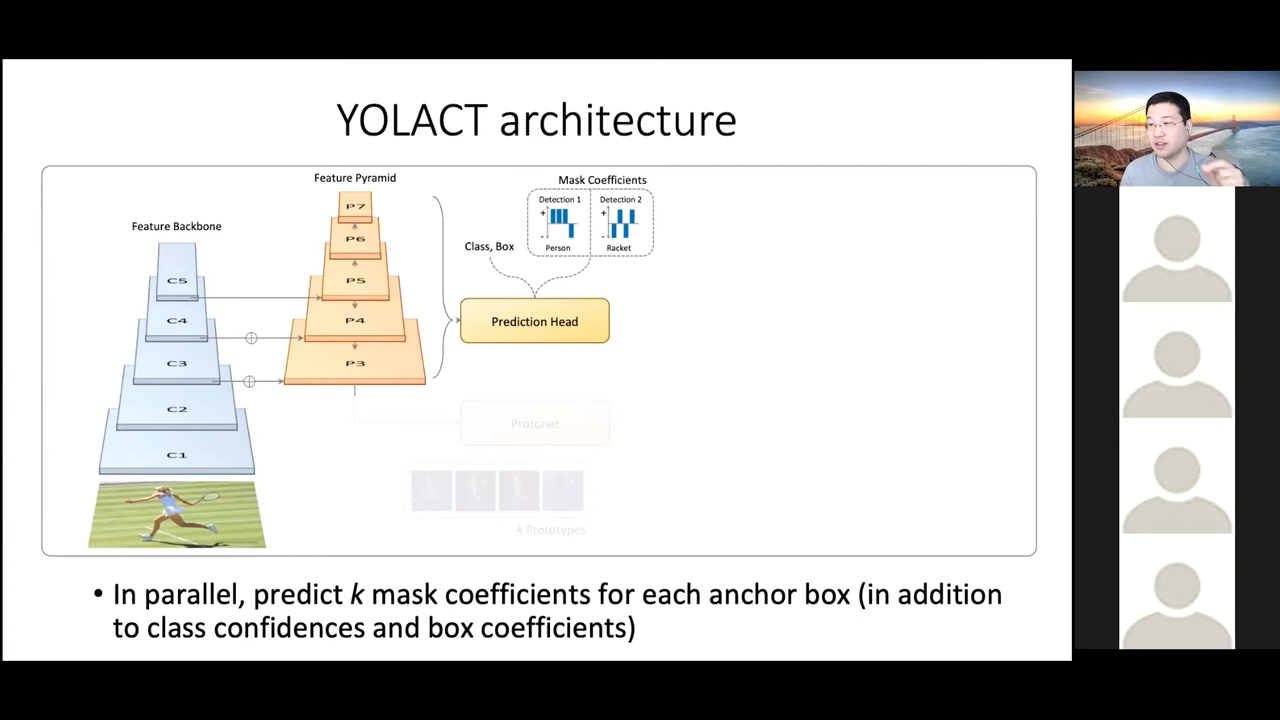 YOLACT architecture
Feature Backbone
C5
C4
C3
C2
C1
Feature Pyramid
P7
P6
P5
P4
P3
Class, Box
Mask Coefficients
Detection 1
+
-
Person
Detection 2
+
-
Racket
Prediction Head
Protonet
k Prototypes
• In parallel, predict k mask coefficients for each anchor box (in addition
to class confidences and box coefficients)